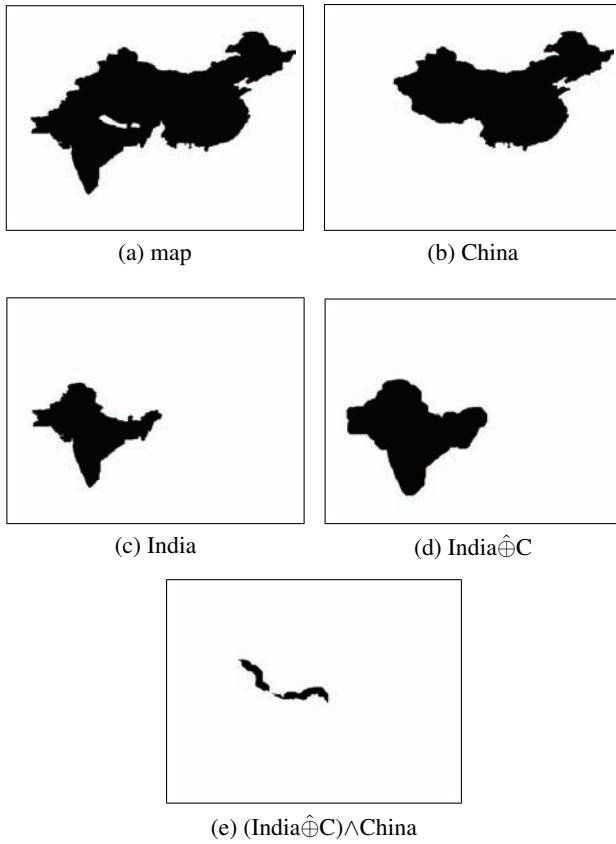 (a) map
(b) China
(c) India
(d) India⊕̂C
(e) (India⊕̂C)∧China